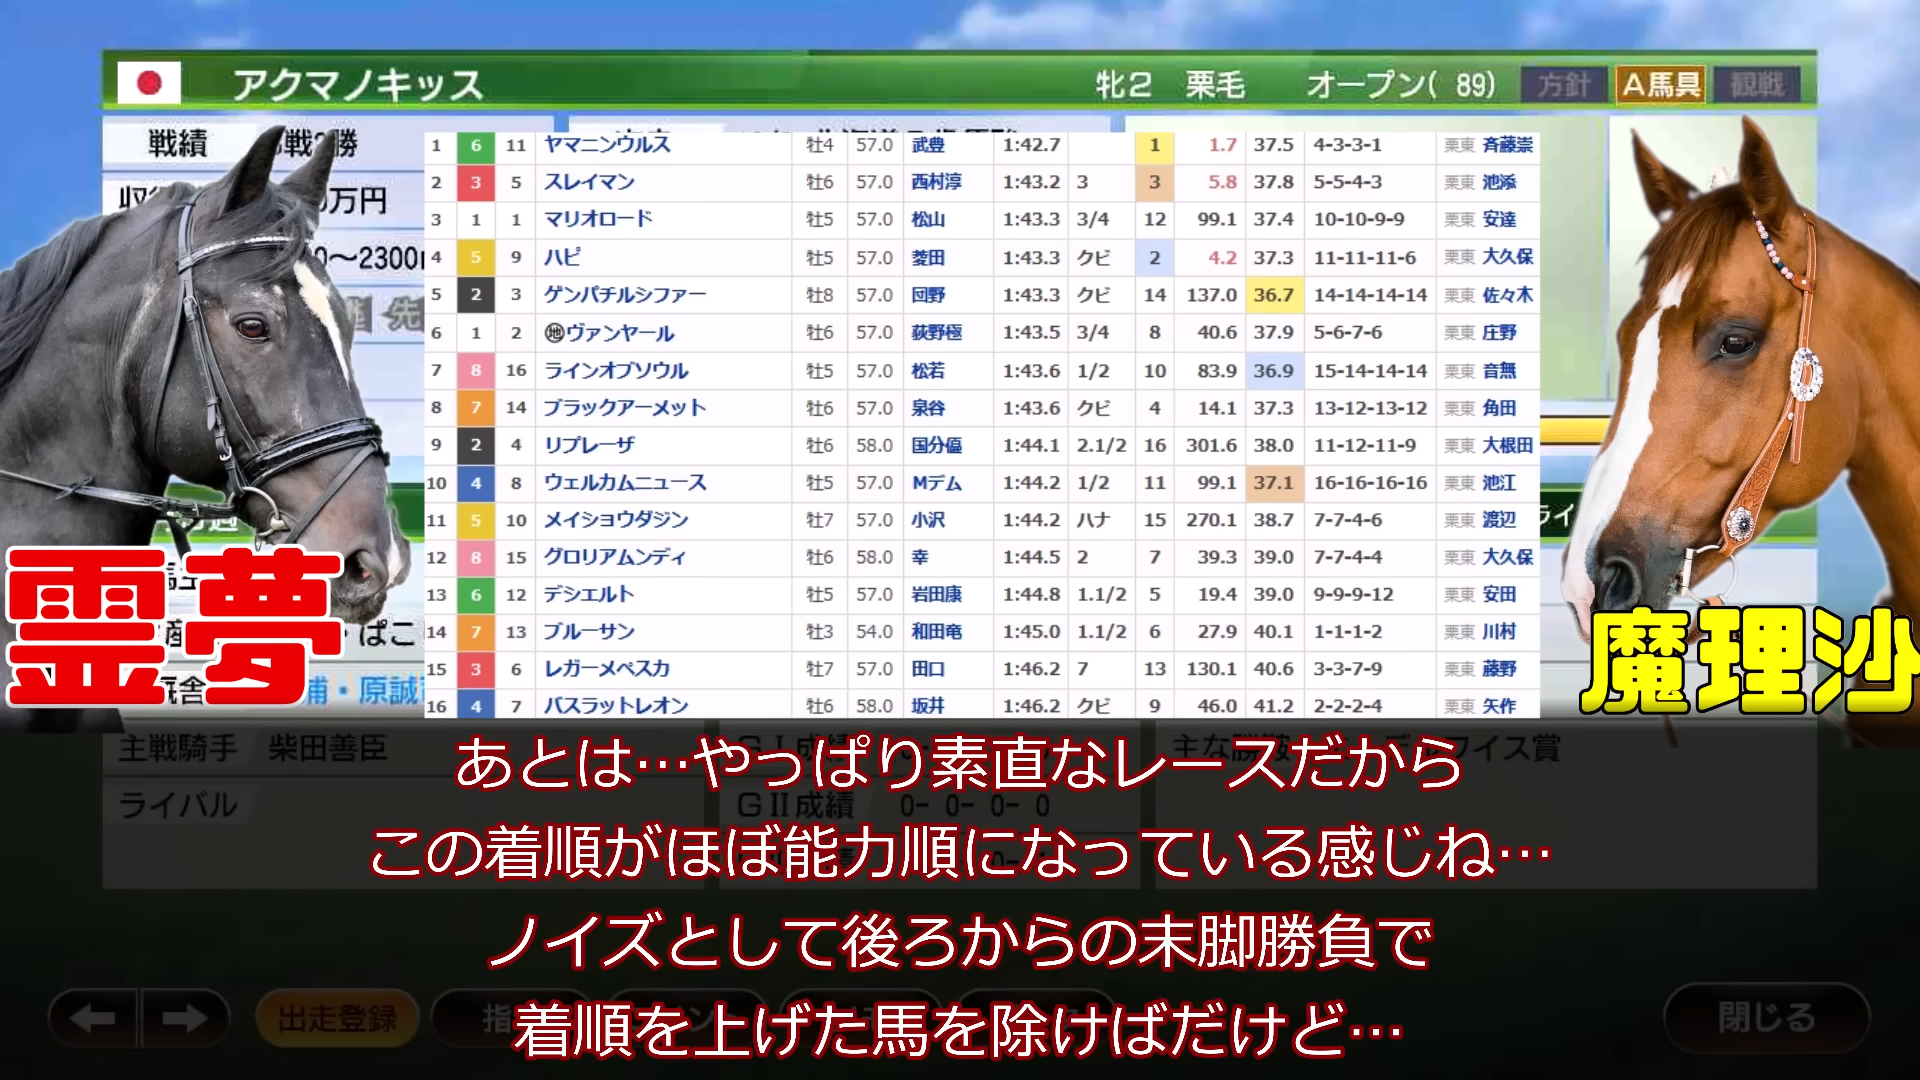 アクマノキッス 牝2 栗毛 オープン( 89) 方針 A馬具 観戦
戦績 戦 勝
万円
～2300
先
1 6 11 ヤマニンウルス 牡4 57.0 武豊 1:42.7 1 1.7 37.5 4-3-3-1 栗東 斉藤崇
2 3 5 スレイマン 牡6 57.0 西村淳 1:43.2 3 3 5.8 37.8 5-5-4-3 栗東 池添
3 1 1 マリオロード 牡5 57.0 松山 1:43.3 3/4 12 99.1 37.4 10-10-9-9 栗東 安達
4 5 9 ハピ 牡5 57.0 菱田 1:43.3 クビ 2 4.2 37.3 11-11-11-6 栗東 大久保
5 2 3 ゲンパチルシファー 牡8 57.0 団野 1:43.3 クビ 14 137.0 36.7 14-14-14-14 栗東 佐々木
6 1 2 ㊞ヴァンヤール 牡6 57.0 荻野極 1:43.5 3/4 8 40.6 37.9 5-6-7-6 栗東 庄野
7 8 16 ラインオブソウル 牡5 57.0 松若 1:43.6 1/2 10 83.9 36.9 15-14-14-14 栗東 音無
8 7 14 ブラックアーメット 牡6 57.0 泉谷 1:43.6 クビ 4 14.1 37.3 13-12-13-12 栗東 角田
9 2 4 リプレーザ 牡6 58.0 国分優 1:44.1 2.1/2 16 301.6 38.0 11-12-11-9 栗東 大根田
10 4 8 ウェルカムニュース 牡5 57.0 Mデム 1:44.2 1/2 11 99.1 37.1 16-16-16-16 栗東 池江
11 5 10 メイショウダジン 牡7 57.0 小沢 1:44.2 ハナ 15 270.1 38.7 7-7-4-6 栗東 渡辺
12 8 15 グロリアムンディ 牡6 58.0 幸 1:44.5 2 7 39.3 39.0 7-7-4-4 栗東 大久保
13 6 12 デシエルト 牡5 57.0 岩田康 1:44.8 1.1/2 5 19.4 39.0 9-9-9-12 栗東 安田
14 7 13 ブルーサン 牡3 54.0 和田竜 1:45.0 1.1/2 6 27.9 40.1 1-1-1-2 栗東 川村
15 3 6 レガーメペスカ 牡7 57.0 田口 1:46.2 7 13 130.1 40.6 3-3-7-9 栗東 藤野
16 4 7 バスラットレオン 牡6 58.0 坂井 1:46.2 クビ 9 46.0 41.2 2-2-2-4 栗東 矢作
ライ
ぱこ
厩舎 ・原誠
霊夢
魔理沙
主戦騎手 柴田善臣 GⅠ成績
ライバル GⅡ成績 0- 0- 0- 0
あとは…やっぱり素直なレースだから
この着順がほぼ能力順になっている感じね…
ノイズとして後ろからの末脚勝負で
着順を上げた馬を除けばだけど…
出走登録 指 閉じる